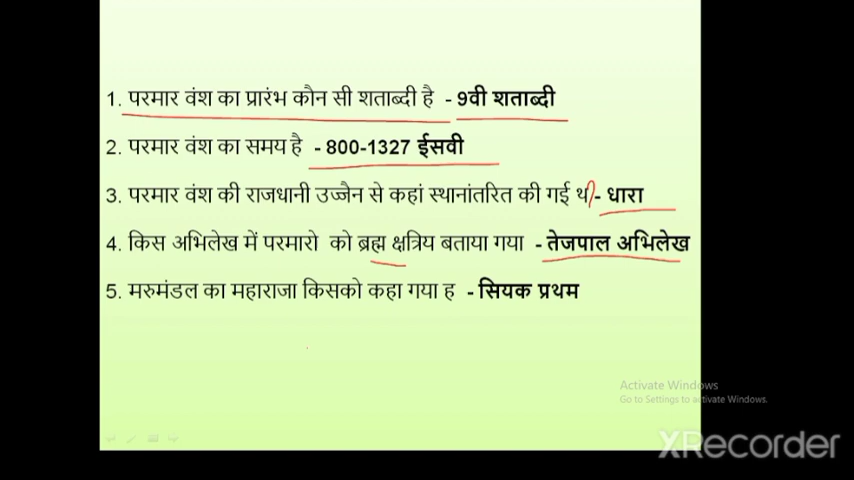 1. परमार वंश का प्रारंभ कौन सी शताब्दी है - 9वी शताब्दी
2. परमार वंश का समय है - 800-1327 ईसवी
3. परमार वंश की राजधानी उज्जैन से कहां स्थानांतरित की गई थी - धारा
4. किस अभिलेख में परमारो को ब्रह्म क्षत्रिय बताया गया - तेजपाल अभिलेख
5. मरुमंडल का महाराजा किसको कहा गया ह - सियक प्रथम
Activate Windows
Go to Settings to activate Windows.
XRecorder